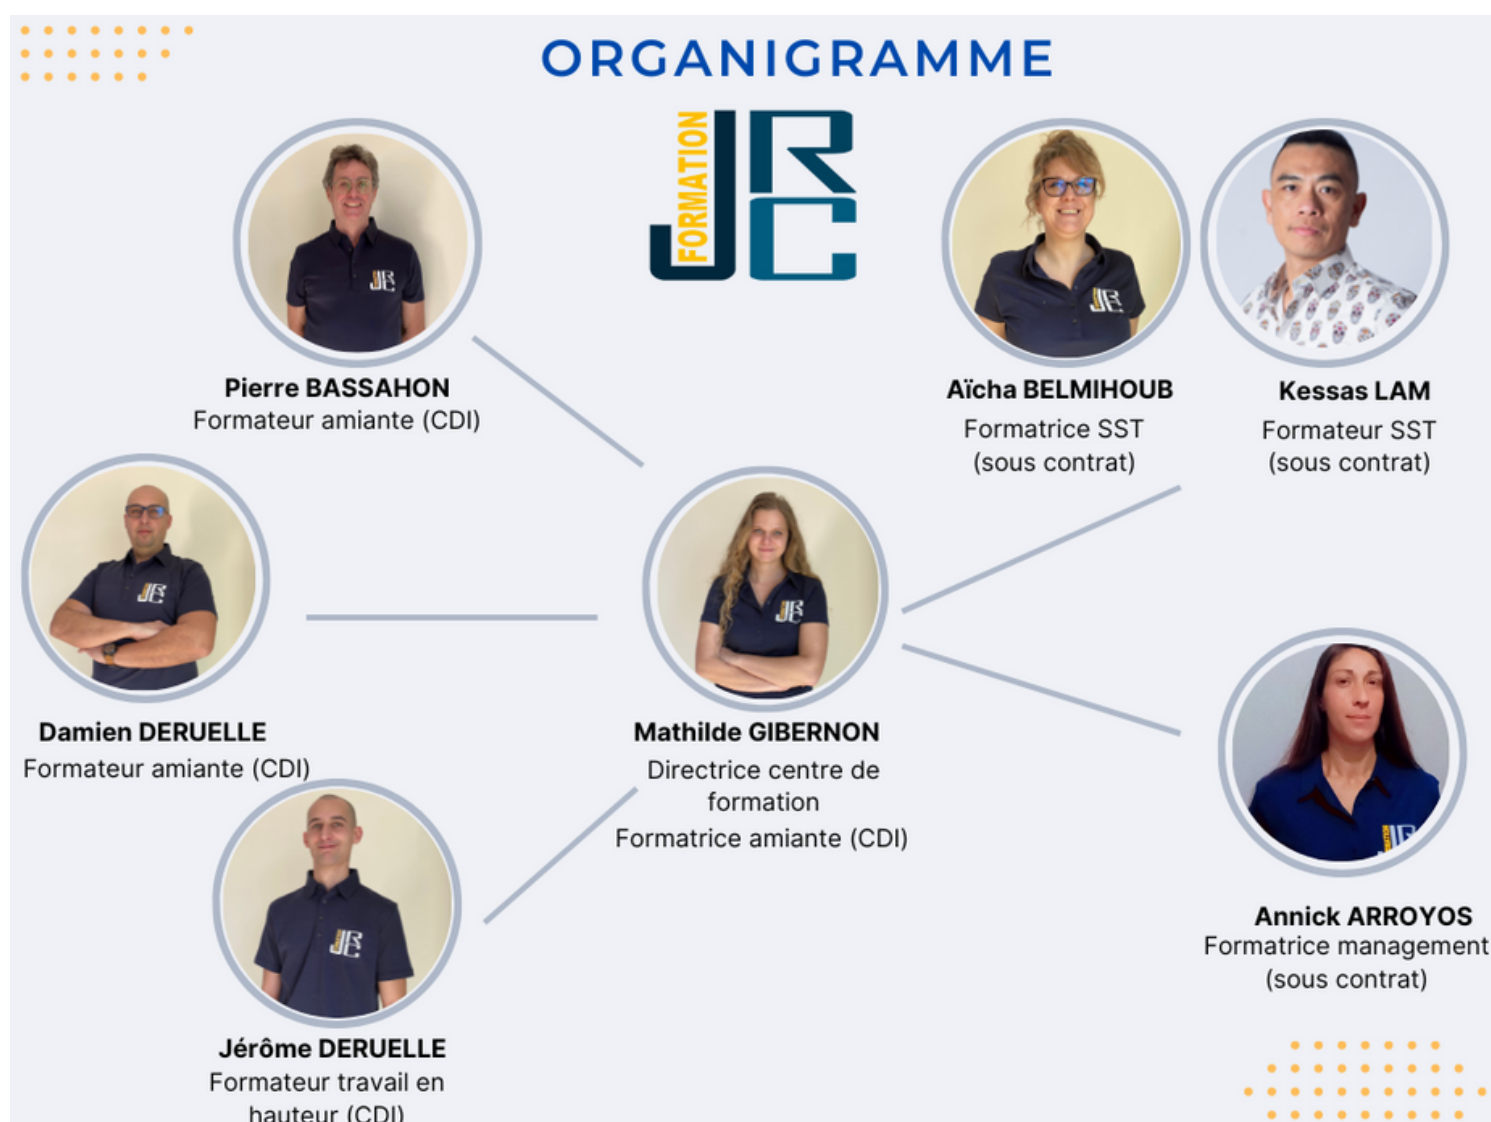 ORGANIGRAMME
FORMATION
JRC
Pierre BASSAHON
Formateur amiante (CDI)
Aïcha BELMIHOUB
Formatrice SST
(sous contrat)
Kessas LAM
Formateur SST
(sous contrat)
Damien DERUELLE
Formateur amiante (CDI)
Mathilde GIBERNON
Directrice centre de
formation
Formatrice amiante (CDI)
Annick ARROYOS
Formatrice management
(sous contrat)
Jérôme DERUELLE
Formateur travail en
hauteur (CDI)